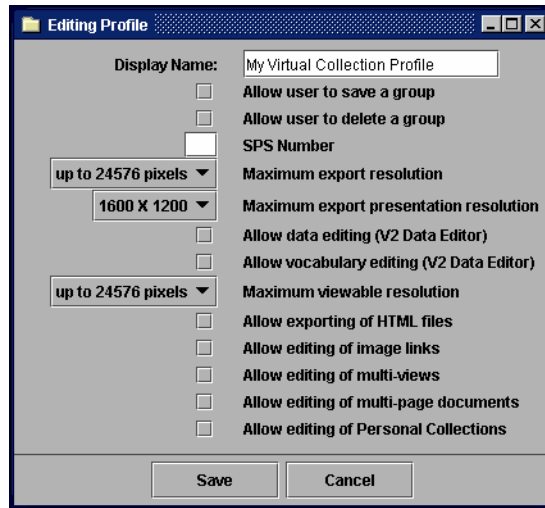 Editing Profile
Display Name: My Virtual Collection Profile
Allow user to save a group
Allow user to delete a group
SPS Number
up to 24576 pixels Maximum export resolution
1600 X 1200 Maximum export presentation resolution
Allow data editing (V2 Data Editor)
Allow vocabulary editing (V2 Data Editor)
up to 24576 pixels Maximum viewable resolution
Allow exporting of HTML files
Allow editing of image links
Allow editing of multi-views
Allow editing of multi-page documents
Allow editing of Personal Collections
Save Cancel